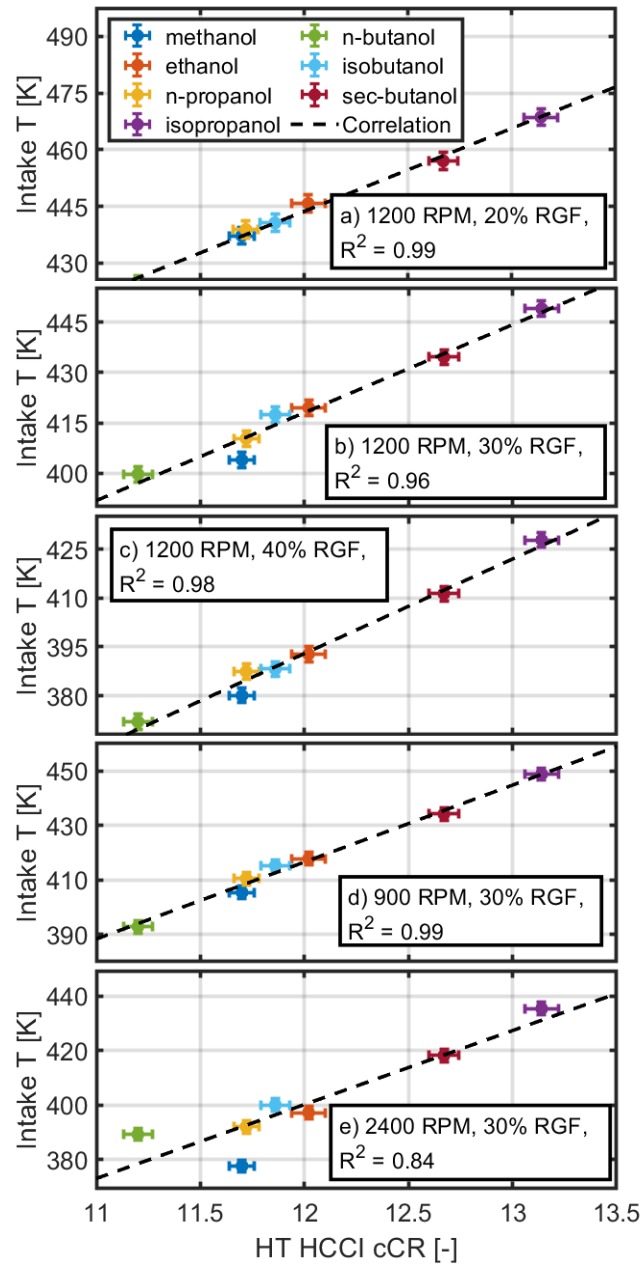 490
475
460
445
430
Intake T [K]
methanol
n-butanol
ethanol
isobutanol
n-propanol
sec-butanol
isopropanol
Correlation
a) 1200 RPM, 20% RGF,
R² = 0.99
445
430
415
400
Intake T [K]
b) 1200 RPM, 30% RGF,
R² = 0.96
425
410
395
380
Intake T [K]
c) 1200 RPM, 40% RGF,
R² = 0.98
450
430
410
390
Intake T [K]
d) 900 RPM, 30% RGF,
R² = 0.99
440
420
400
380
Intake T [K]
e) 2400 RPM, 30% RGF,
R² = 0.84
11
11.5
12
12.5
13
13.5
HT HCCI cCR [-]